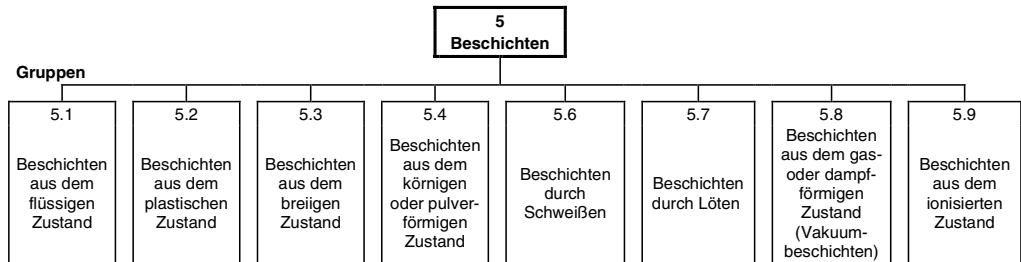 5
Beschichten
Gruppen
5.1
Beschichten
aus dem
flüssigen
Zustand
5.2
Beschichten
aus dem
plastischen
Zustand
5.3
Beschichten
aus dem
breiigen
Zustand
5.4
Beschichten
aus dem
körnigen
oder pulver-
förmigen
Zustand
5.6
Beschichten
durch
Schweißen
5.7
Beschichten
durch Löten
5.8
Beschichten
aus dem gas-
oder dampf-
förmigen
Zustand
(Vakuum-
beschichten)
5.9
Beschichten
aus dem
ionisierten
Zustand